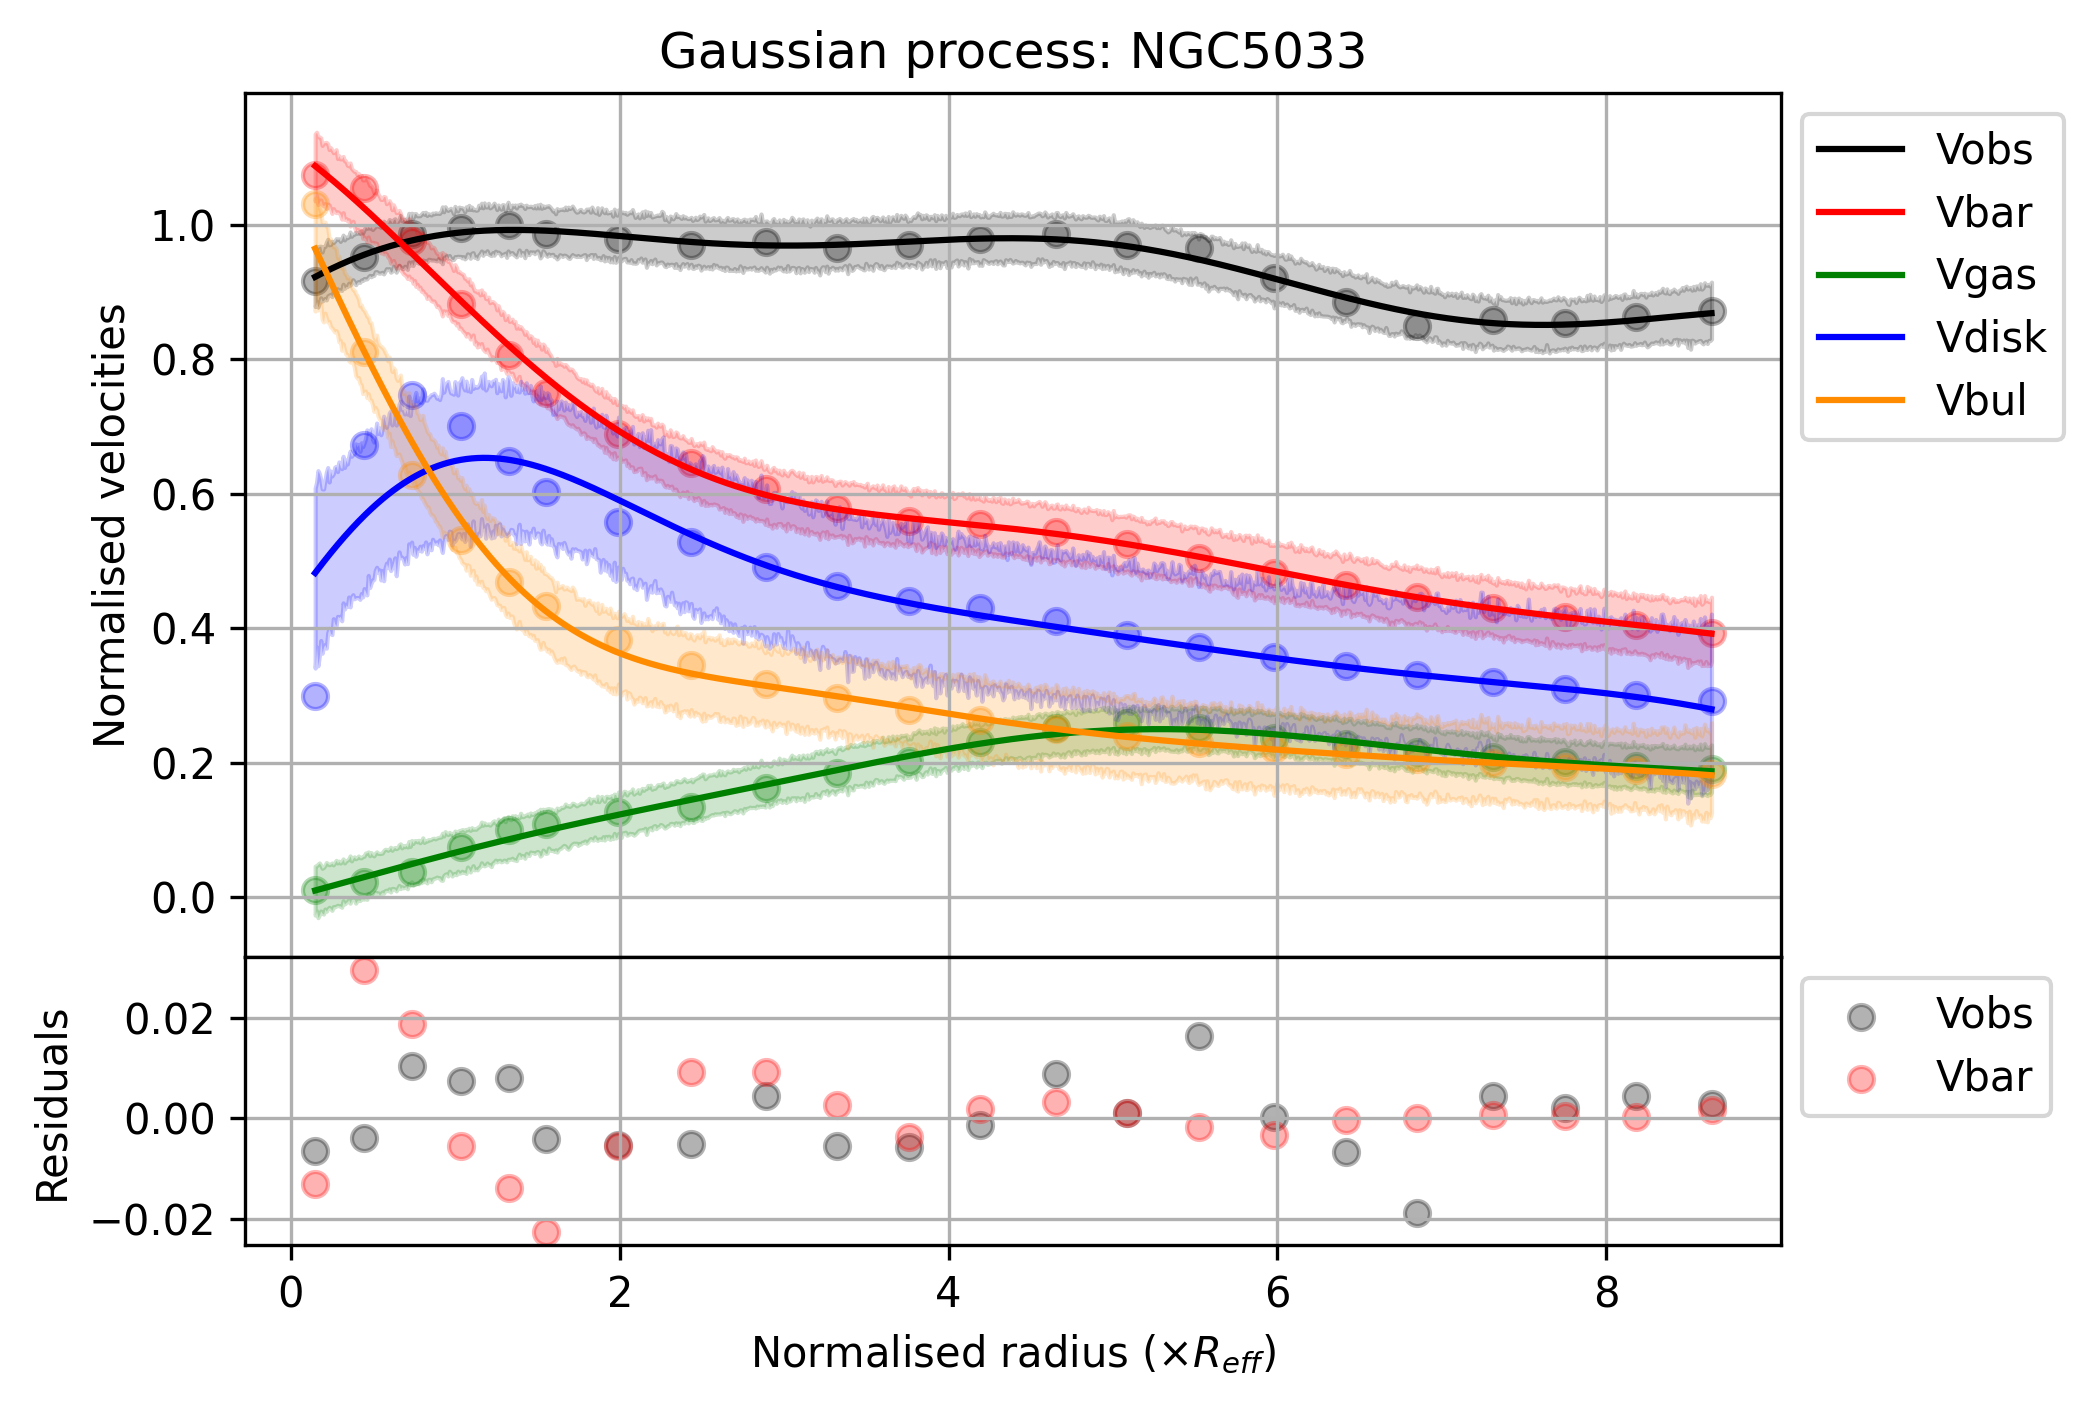 Gaussian process: NGC5033
Normalised velocities
1.0
0.8
0.6
0.4
0.2
0.0
Vobs
Vbar
Vgas
Vdisk
Vbul
Residuals
0.02
0.00
−0.02
Vobs
Vbar
0
2
4
6
8
Normalised radius (×R_eff)